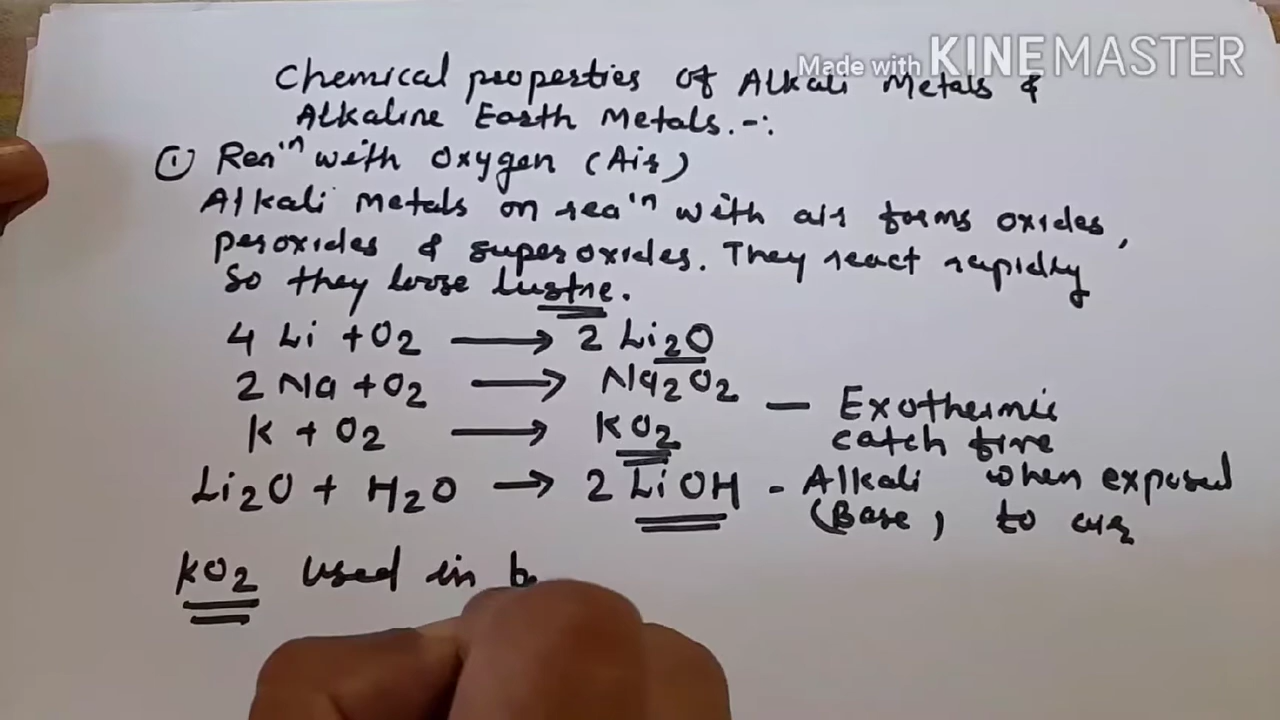 Made with KINEMASTER
Chemical properties of Alkali Metals &
Alkaline Earth Metals.-:
① Rea'n with oxygen (Air)
Alkali Metals on rea'n with air forms oxides,
peroxides & superoxides. They react rapidly
So they loose lustre.
4 Li + O2 → 2 Li2O
2 Na + O2 → Na2O2
— Exothermic
K + O2 → KO2 catch fire
Li2O + H2O → 2 LiOH - Alkali when exposed
(Base) to air
KO2 used in b